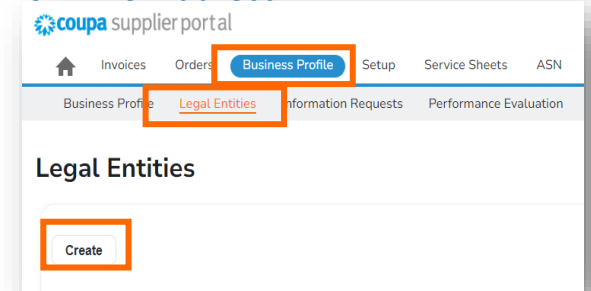 coupa supplier portal
Invoices Orders Business Profile Setup Service Sheets ASN
Business Profile Legal Entities Information Requests Performance Evaluation
Legal Entities
Create